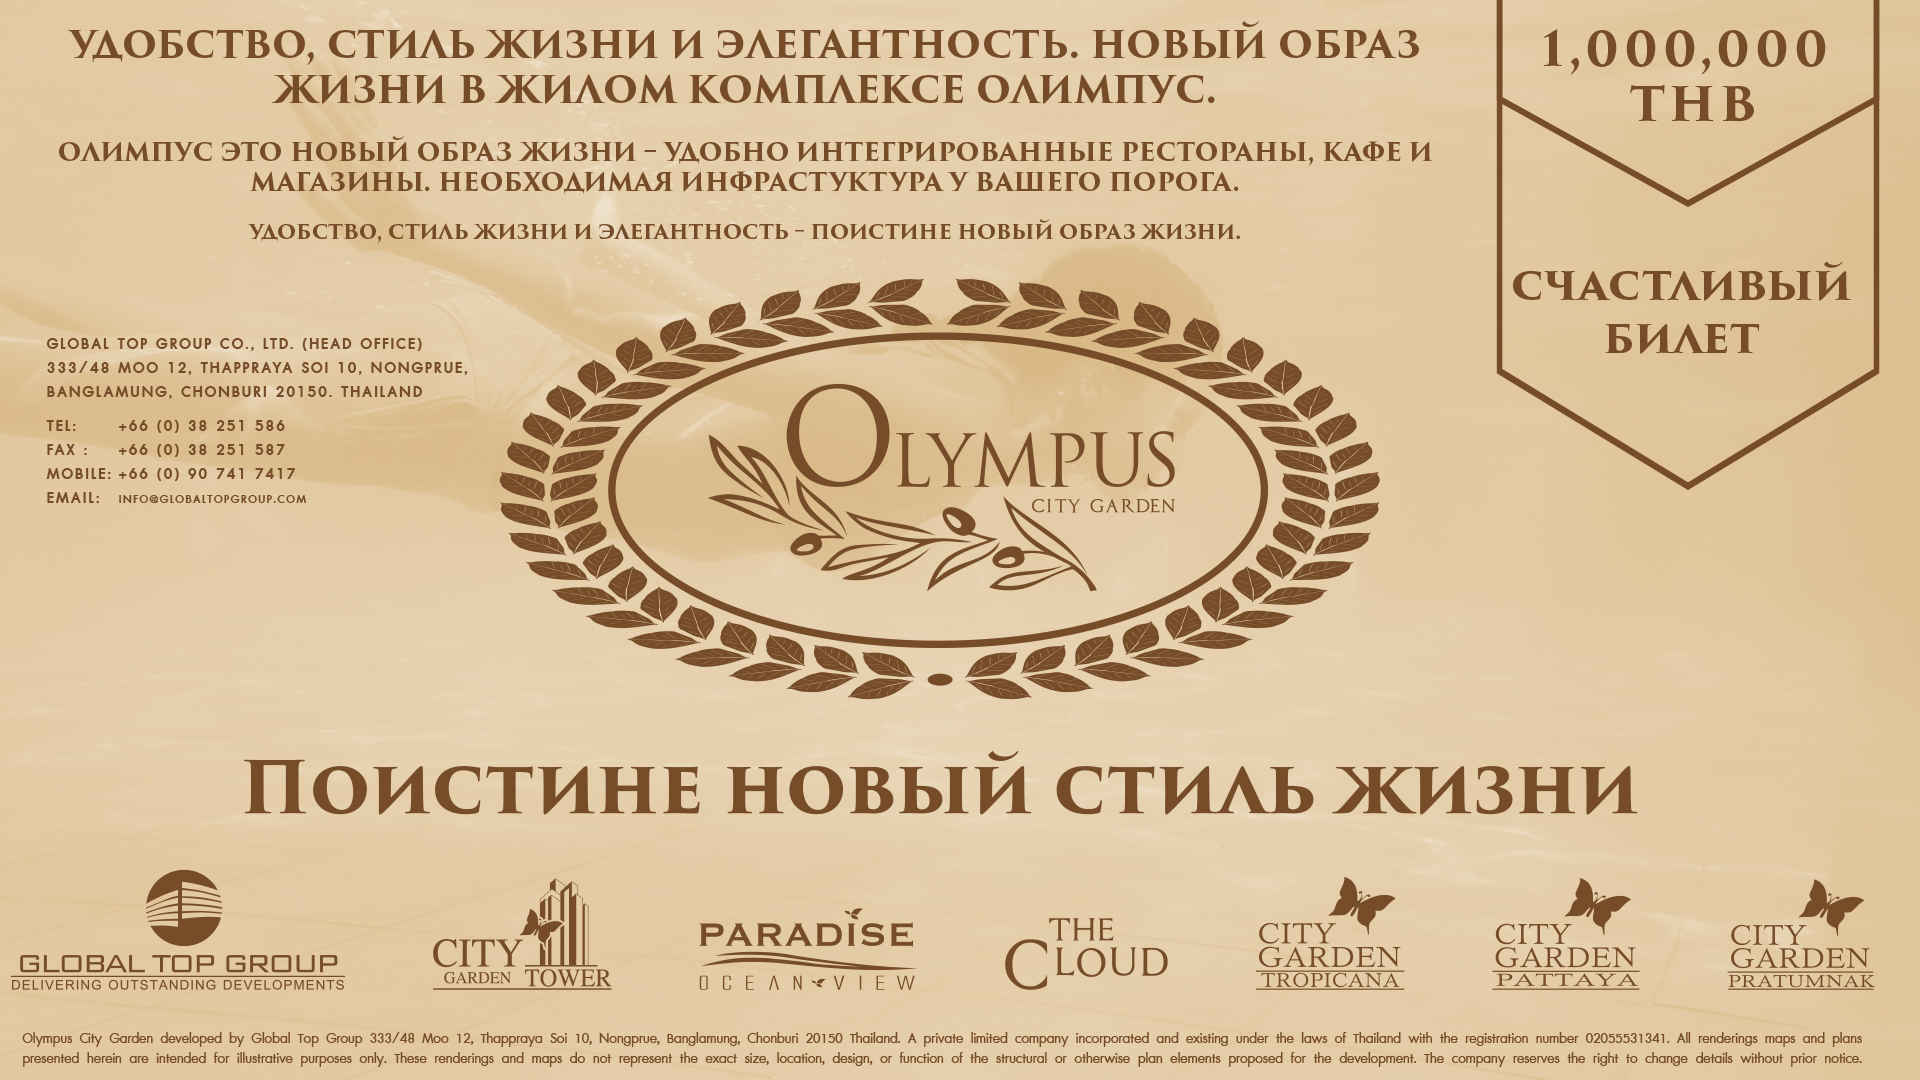 УДОБСТВО, СТИЛЬ ЖИЗНИ И ЭЛЕГАНТНОСТЬ. НОВЫЙ ОБРАЗ
ЖИЗНИ В ЖИЛОМ КОМПЛЕКСЕ ОЛИМПУС.
ОЛИМПУС ЭТО НОВЫЙ ОБРАЗ ЖИЗНИ – УДОБНО ИНТЕГРИРОВАННЫЕ РЕСТОРАНЫ, КАФЕ И
МАГАЗИНЫ. НЕОБХОДИМАЯ ИНФРАСТУКТУРА У ВАШЕГО ПОРОГА.
УДОБСТВО, СТИЛЬ ЖИЗНИ И ЭЛЕГАНТНОСТЬ – ПОИСТИНЕ НОВЫЙ ОБРАЗ ЖИЗНИ.
1,000,000
THB
СЧАСТЛИВЫЙ
БИЛЕТ
GLOBAL TOP GROUP CO., LTD. (HEAD OFFICE)
333/48 MOO 12, THAPPRAYA SOI 10, NONGPRUE,
BANGLAMUNG, CHONBURI 20150. THAILAND
TEL: +66 (0) 38 251 586
FAX : +66 (0) 38 251 587
MOBILE: +66 (0) 90 741 7417
EMAIL: INFO@GLOBALTOPGROUP.COM
OLYMPUS
CITY GARDEN
ПОИСТИНЕ НОВЫЙ СТИЛЬ ЖИЗНИ
GLOBAL TOP GROUP
DELIVERING OUTSTANDING DEVELOPMENTS
CITY
GARDEN TOWER
PARADISE
OCEAN VIEW
THE
CLOUD
CITY
GARDEN
TROPICANA
CITY
GARDEN
PATTAYA
CITY
GARDEN
PRATUMNAK
Olympus City Garden developed by Global Top Group 333/48 Moo 12, Thappraya Soi 10, Nongprue, Banglamung, Chonburi 20150 Thailand. A private limited company incorporated and existing under the laws of Thailand with the registration number 02055531341. All renderings maps and plans
presented herein are intended for illustrative purposes only. These renderings and maps do not represent the exact size, location, design, or function of the structural or otherwise plan elements proposed for the development. The company reserves the right to change details without prior notice.